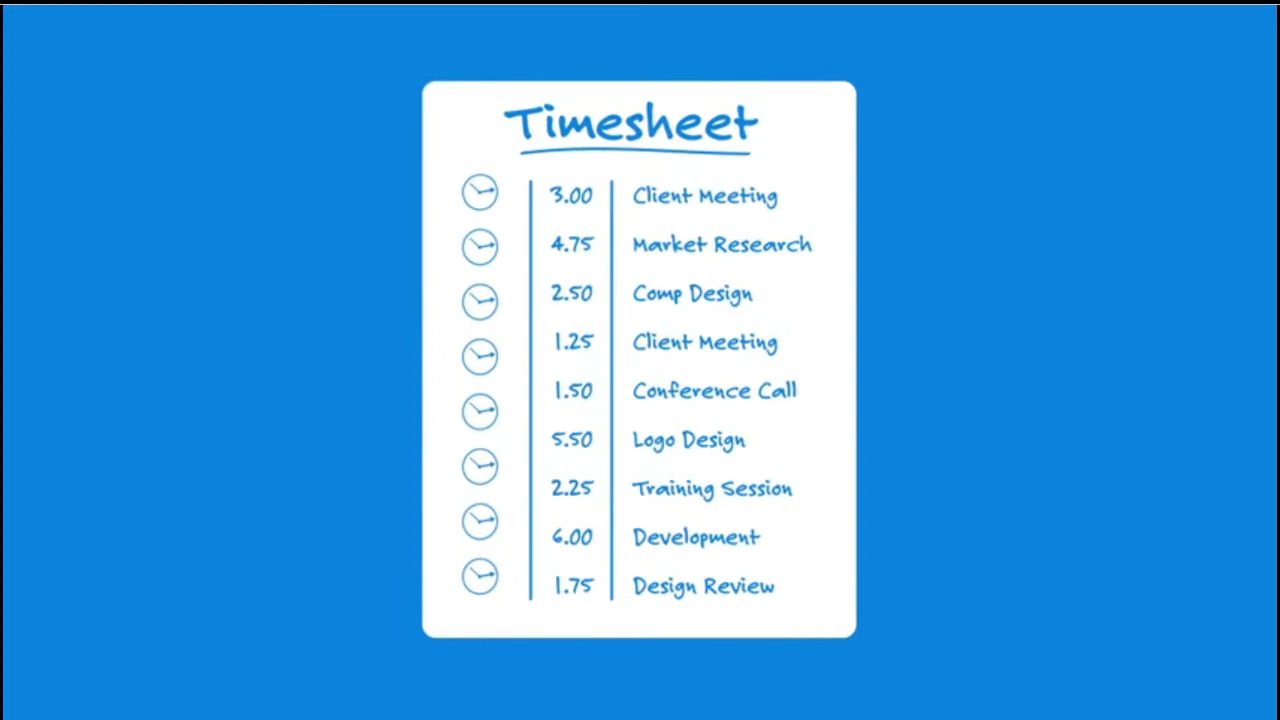 Timesheet
3.00 Client Meeting
4.75 Market Research
2.50 Comp Design
1.25 Client Meeting
1.50 Conference Call
5.50 Logo Design
2.25 Training Session
6.00 Development
1.75 Design Review